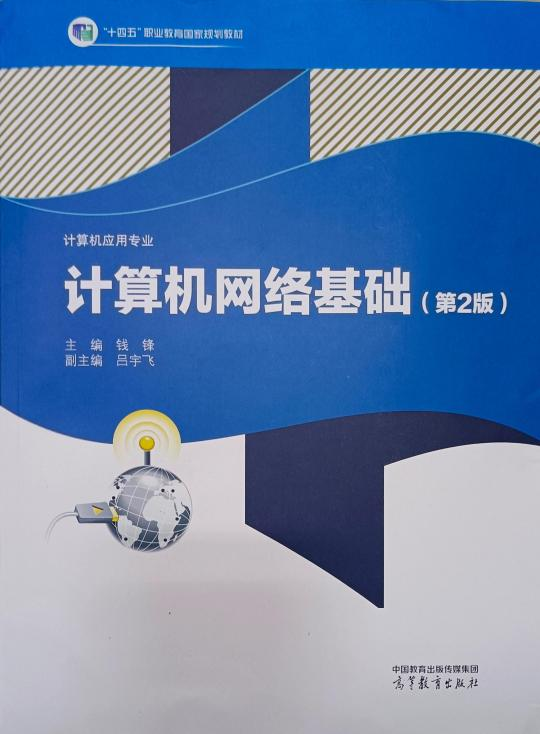 “十四五”职业教育国家规划教材
计算机应用专业
计算机网络基础（第2版）
主 编 钱 锋
副主编 吕宇飞
中国教育出版传媒集团
高等教育出版社